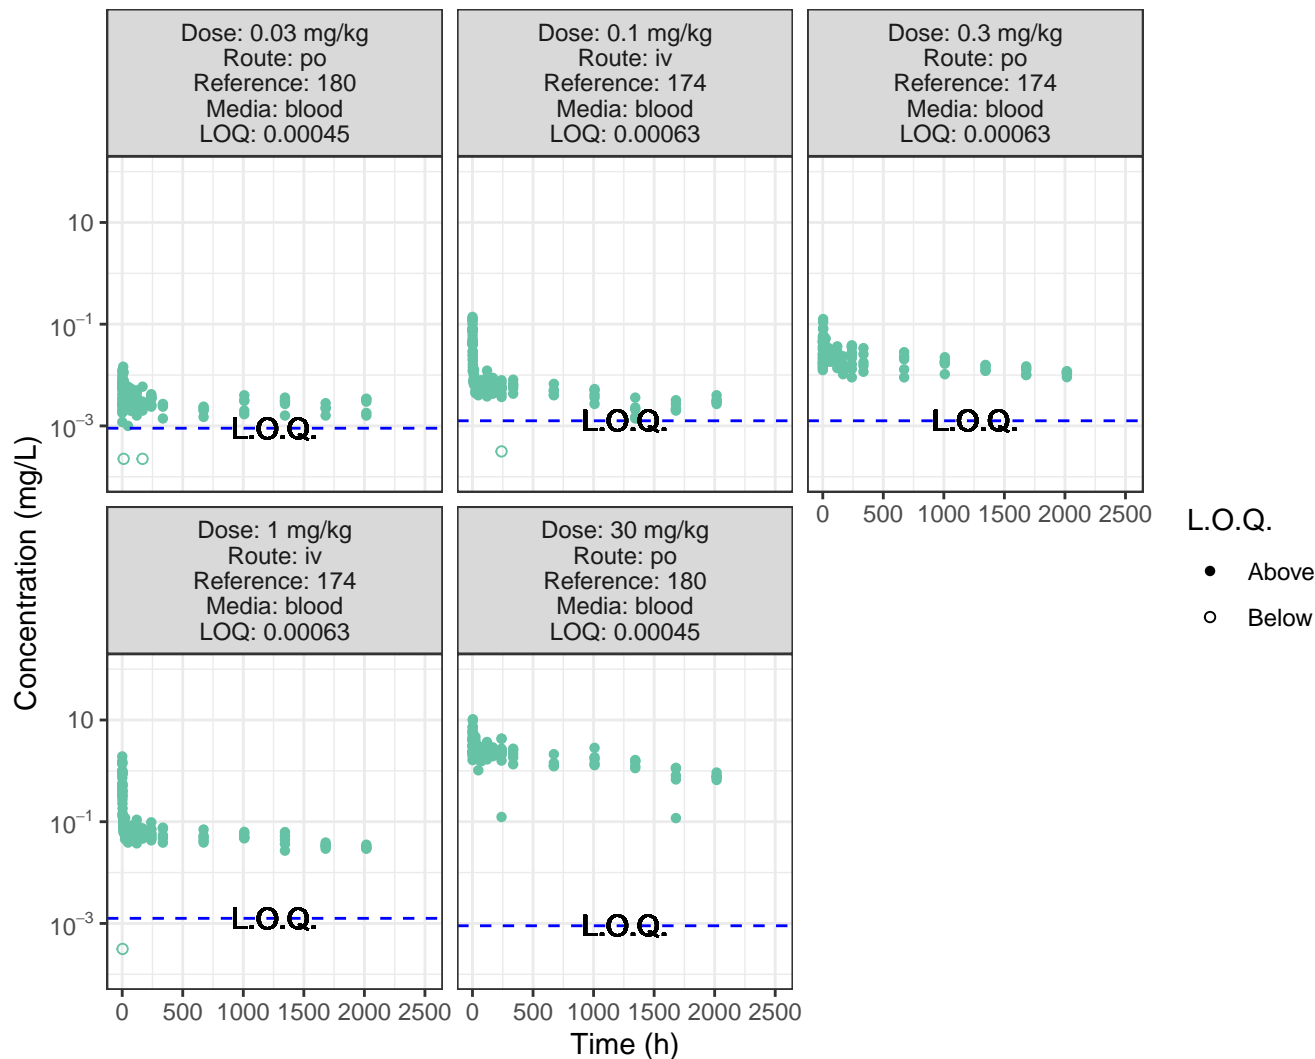 Dose: 0.03 mg/kg
Route: po
Reference: 180
Media: blood
LOQ: 0.00045
Dose: 0.1 mg/kg
Route: iv
Reference: 174
Media: blood
LOQ: 0.00063
Dose: 0.3 mg/kg
Route: po
Reference: 174
Media: blood
LOQ: 0.00063
10
10⁻¹
10⁻³
L.O.Q.
L.O.Q.
L.O.Q.
0 500 1000 1500 2000 2500
Dose: 1 mg/kg
Route: iv
Reference: 174
Media: blood
LOQ: 0.00063
Dose: 30 mg/kg
Route: po
Reference: 180
Media: blood
LOQ: 0.00045
10
10⁻¹
10⁻³
L.O.Q.
L.O.Q.
0 500 1000 1500 2000 2500
0 500 1000 1500 2000 2500
Time (h)
Concentration (mg/L)
L.O.Q.
Above
Below